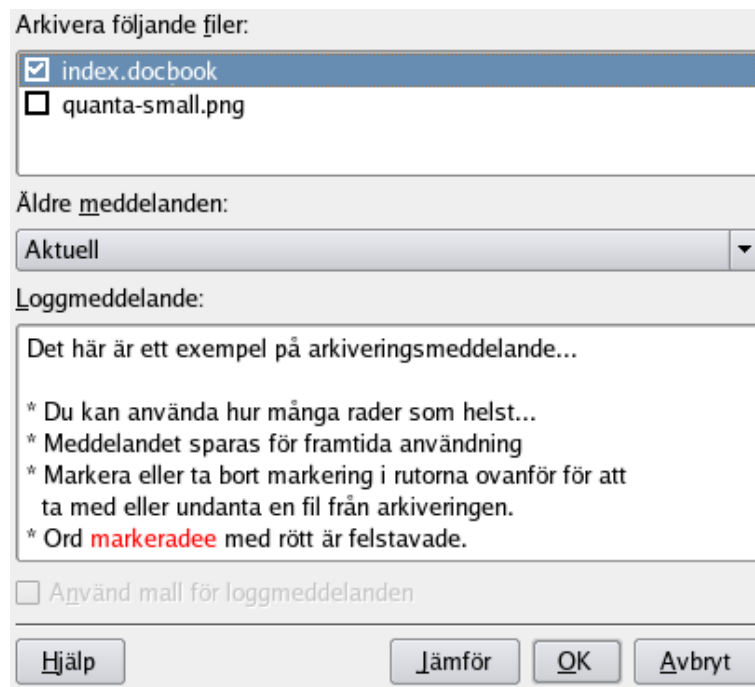 Arkivera följande filer:
index.docbook
quanta-small.png
Äldre meddelanden:
Aktuell
Loggmeddelande:
Det här är ett exempel på arkiveringsmeddelande...
* Du kan använda hur många rader som helst...
* Meddelandet sparas för framtida användning
* Markera eller ta bort markering i rutorna ovanför för att
ta med eller undanta en fil från arkiveringen.
* Ord markeradee med rött är felstavade.
Använd mall för loggmeddelanden
Hjälp Jämför OK Avbryt